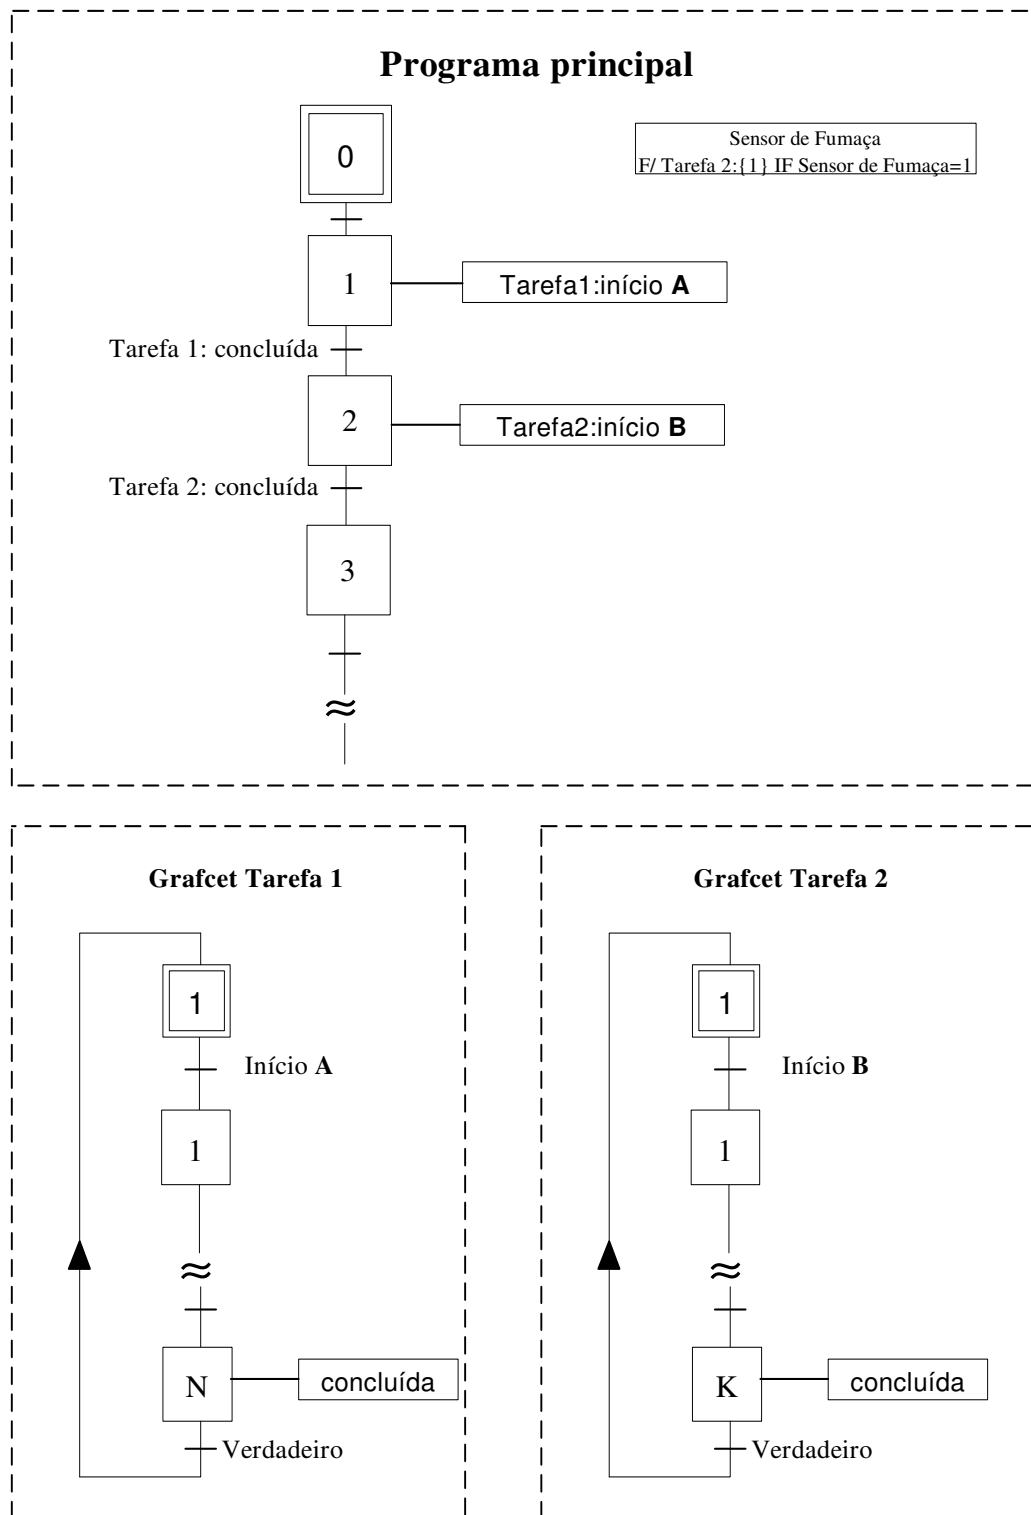 Programa principal
0
Sensor de Fumaça
F/ Tarefa 2:{1} IF Sensor de Fumaça=1
1
Tarefa1:início A
Tarefa 1: concluída
2
Tarefa2:início B
Tarefa 2: concluída
3
≈
Grafcet Tarefa 1
1
Início A
1
≈
N
concluída
Verdadeiro
Grafcet Tarefa 2
1
Início B
1
≈
K
concluída
Verdadeiro